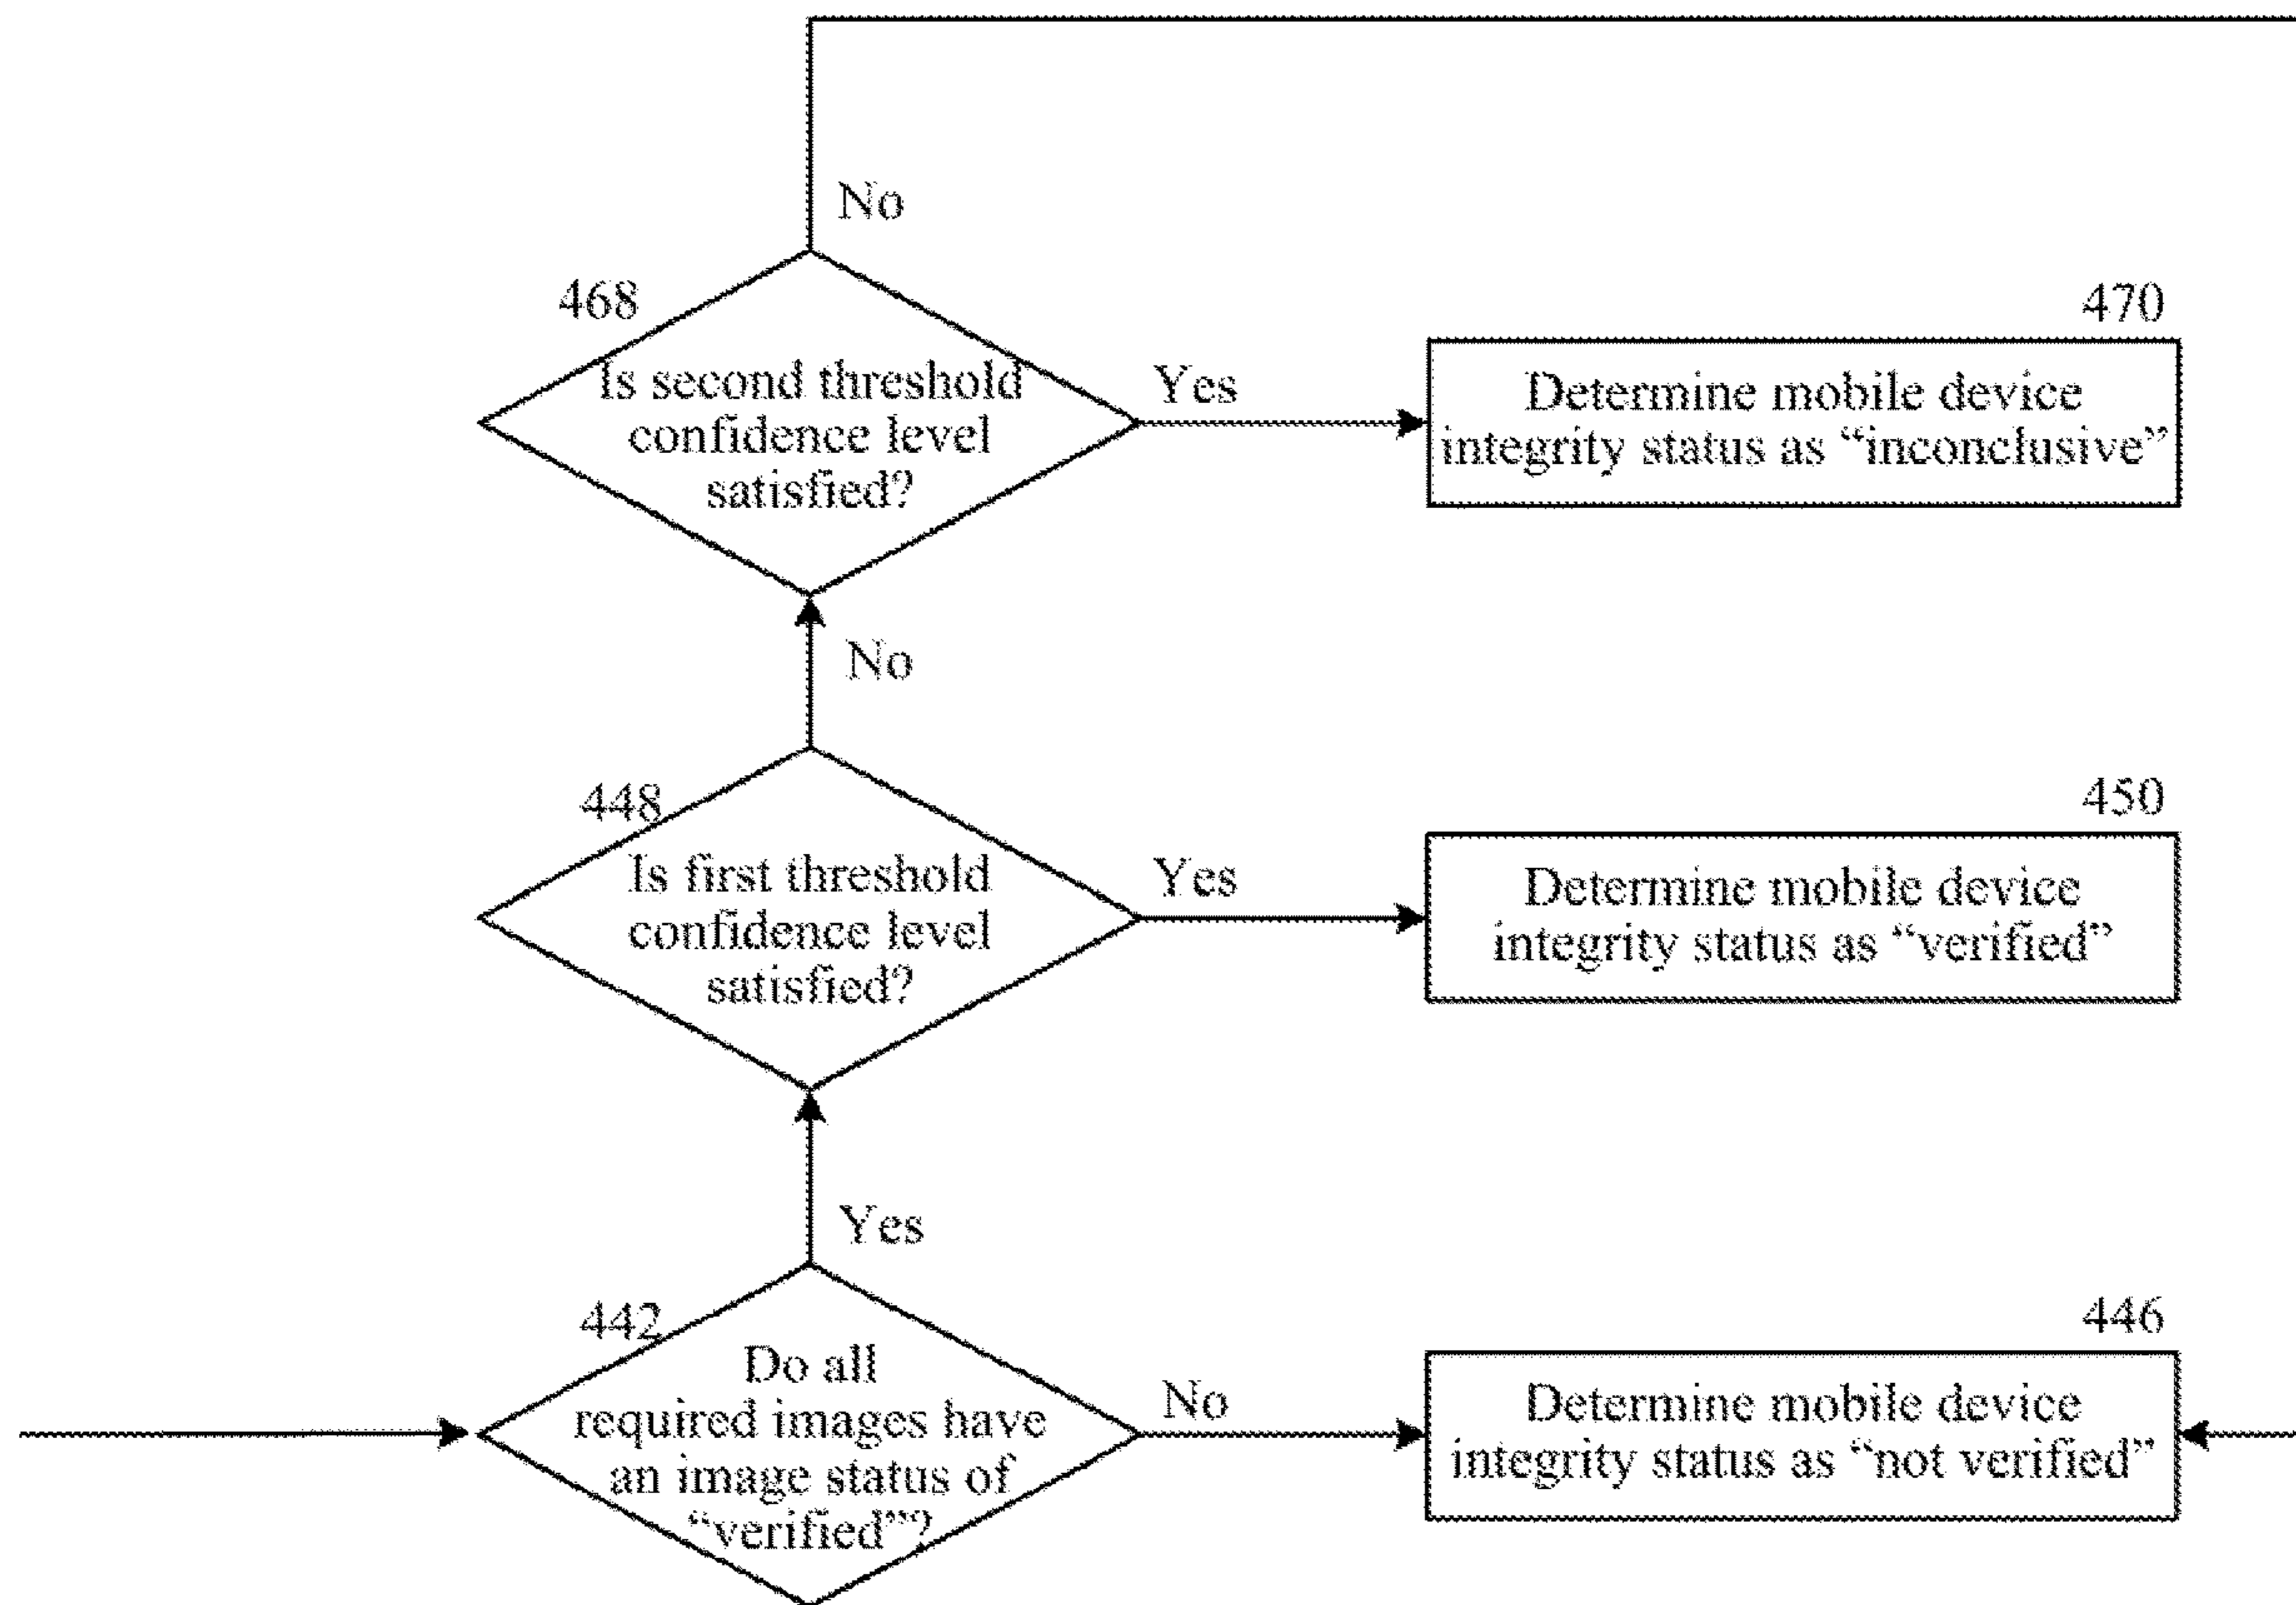 No
468
Is second threshold
confidence level
satisfied?
Yes
470
Determine mobile device
integrity status as “inconclusive”
No
448
Is first threshold
confidence level
satisfied?
Yes
450
Determine mobile device
integrity status as “verified”
Yes
442
Do all
required images have
an image status of
“verified”?
No
446
Determine mobile device
integrity status as “not verified”